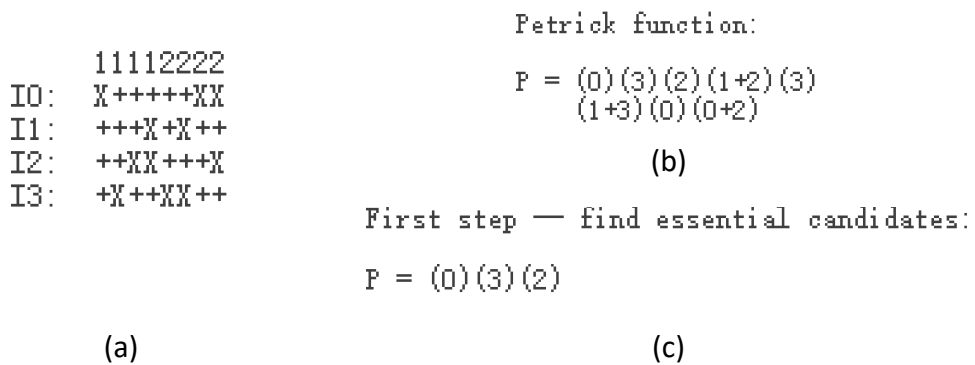 11112222
I0: X+++++XX
I1: +++X+X++
I2: ++XX+++X
I3: +X++XX++
(a)
Petrick function:
P = (0)(3)(2)(1+2)(3)
(1+3)(0)(0+2)
(b)
First step — find essential candidates:
P = (0)(3)(2)
(c)